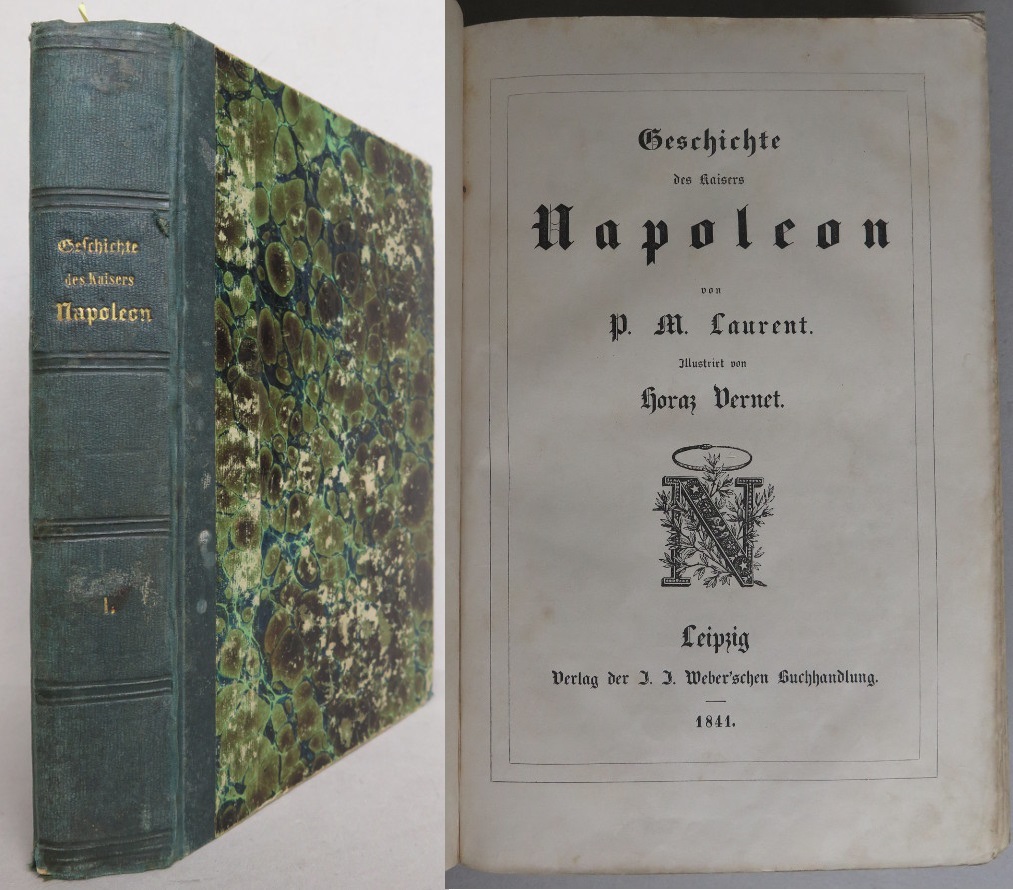 Geschichte
des Kaisers
Napoleon
I.
Geschichte
des Kaisers
Napoleon
von
P. M. Laurent.
Illustrirt von
Horaz Vernet.
N
Leipzig
Verlag der J. J. Weber'schen Buchhandlung.
1841.